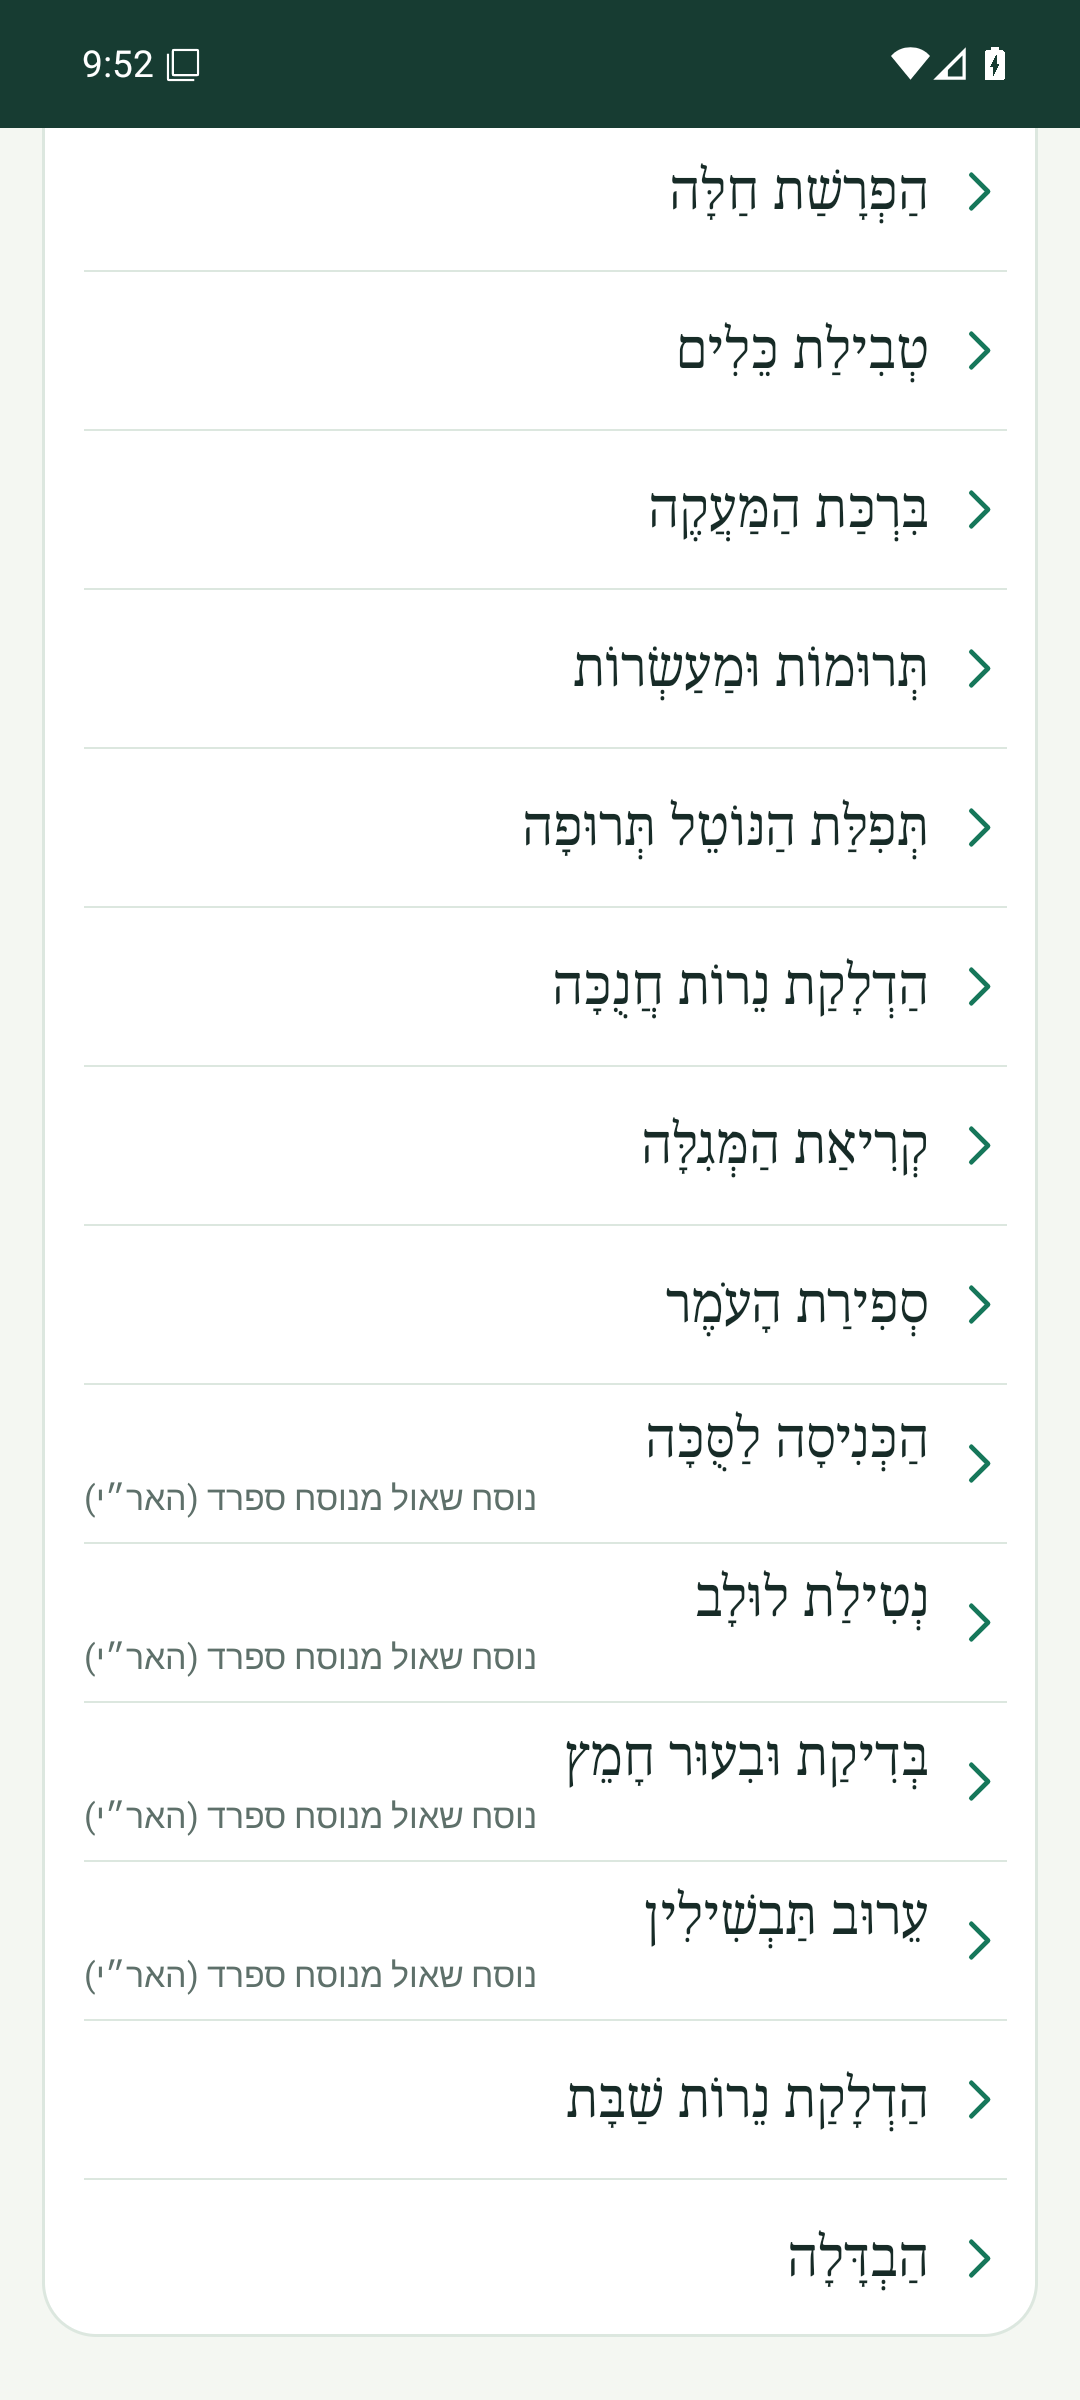 9:52
הַפְרָשַׁת חַלָּה
טְבִילַת כֵּלִים
בִּרְכַּת הַמַּעֲקֶה
תְּרוּמוֹת וּמַעַשְׂרוֹת
תְּפִלַּת הַנּוֹטֵל תְּרוּפָה
הַדְלָקַת נֵרוֹת חֲנֻכָּה
קְרִיאַת הַמְּגִלָּה
סְפִירַת הָעֹמֶר
הַכְּנִיסָה לַסֻּכָּה
נוסח שאול מנוסח ספרד (האר״י)
נְטִילַת לוּלָב
נוסח שאול מנוסח ספרד (האר״י)
בְּדִיקַת וּבִעוּר חָמֵץ
נוסח שאול מנוסח ספרד (האר״י)
עֵרוּב תַּבְשִׁילִין
נוסח שאול מנוסח ספרד (האר״י)
הַדְלָקַת נֵרוֹת שַׁבָּת
הַבְדָּלָה